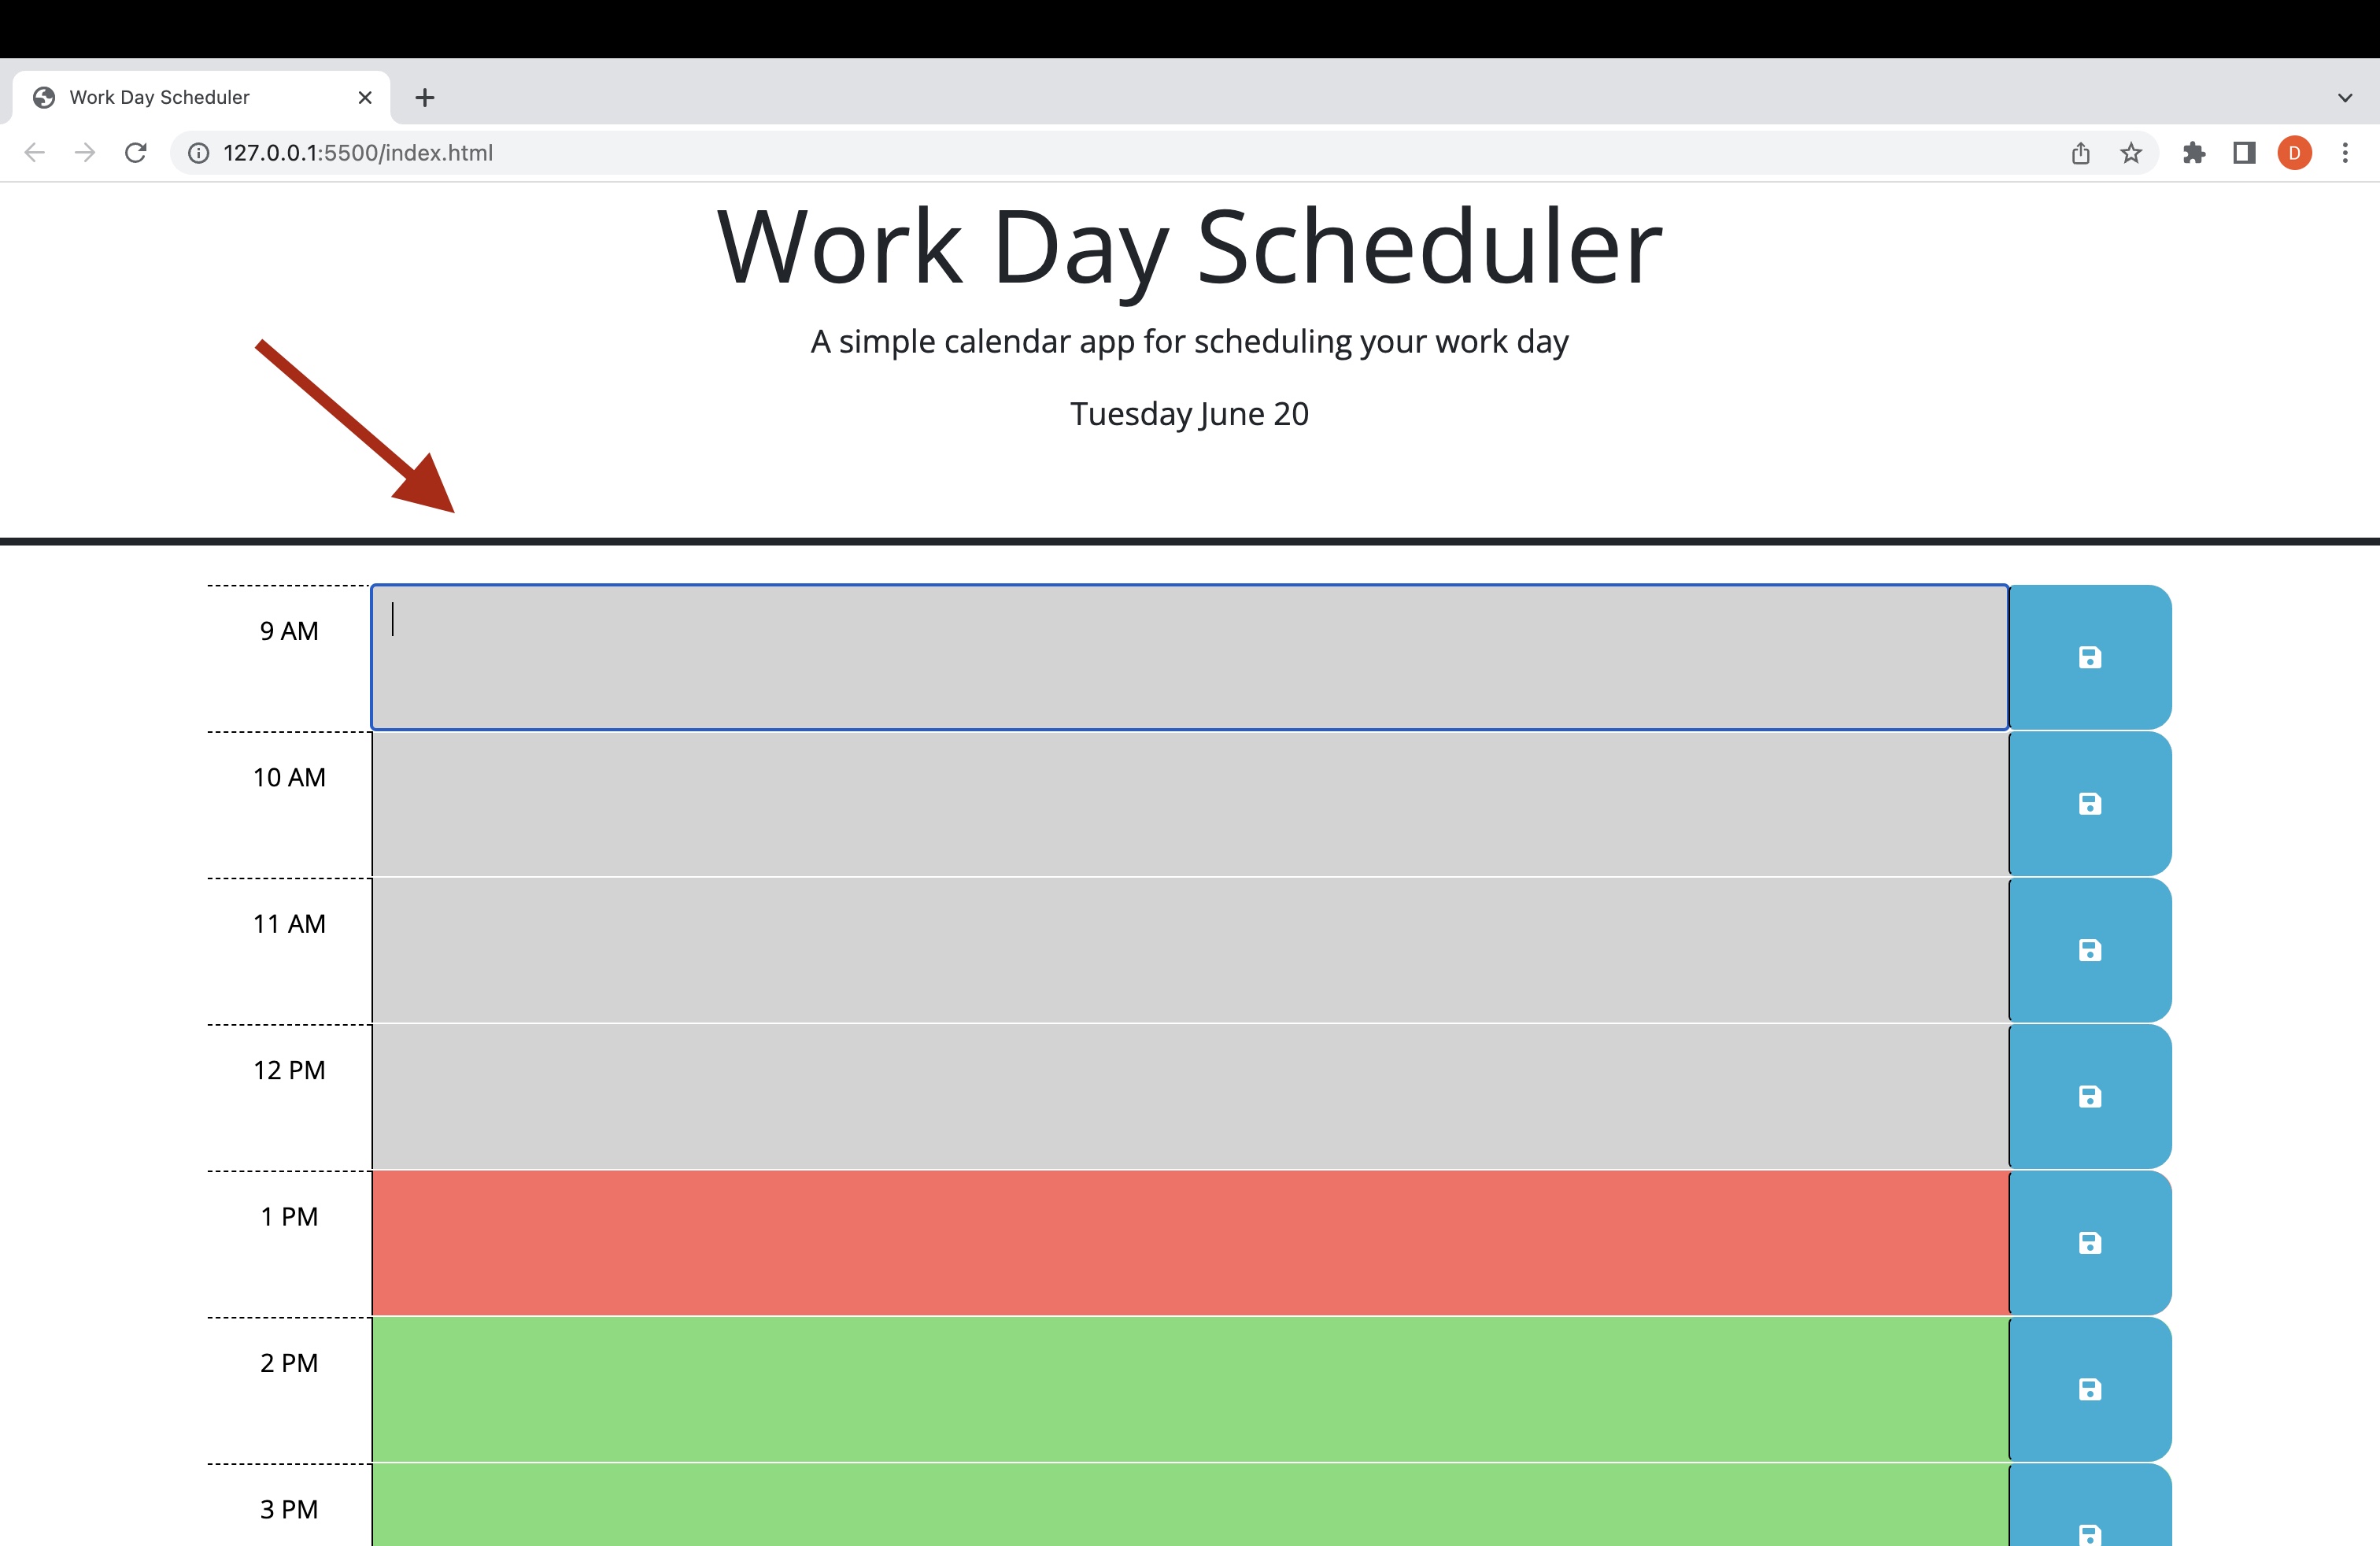 Work Day Scheduler
127.0.0.1:5500/index.html
D
Work Day Scheduler
A simple calendar app for scheduling your work day
Tuesday June 20
9 AM
10 AM
11 AM
12 PM
1 PM
2 PM
3 PM